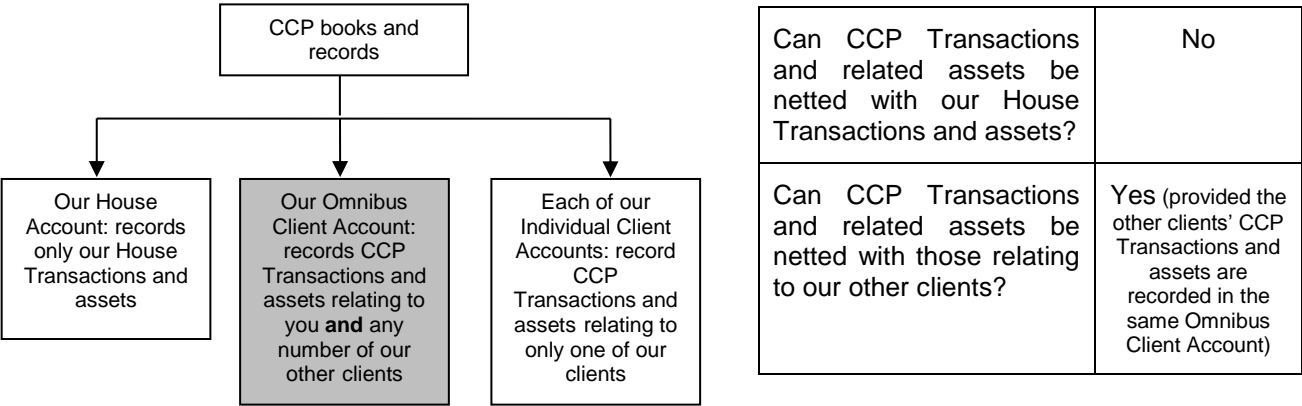 CCP books and
records
Our House
Account: records
only our House
Transactions and
assets
Our Omnibus
Client Account:
records CCP
Transactions and
assets relating to
you and any
number of our
other clients
Each of our
Individual Client
Accounts: record
CCP
Transactions and
assets relating to
only one of our
clients
Can CCP Transactions
and related assets be
netted with our House
Transactions and assets?
No
Can CCP Transactions
and related assets be
netted with those relating
to our other clients?
Yes (provided the
other clients’ CCP
Transactions and
assets are
recorded in the
same Omnibus
Client Account)